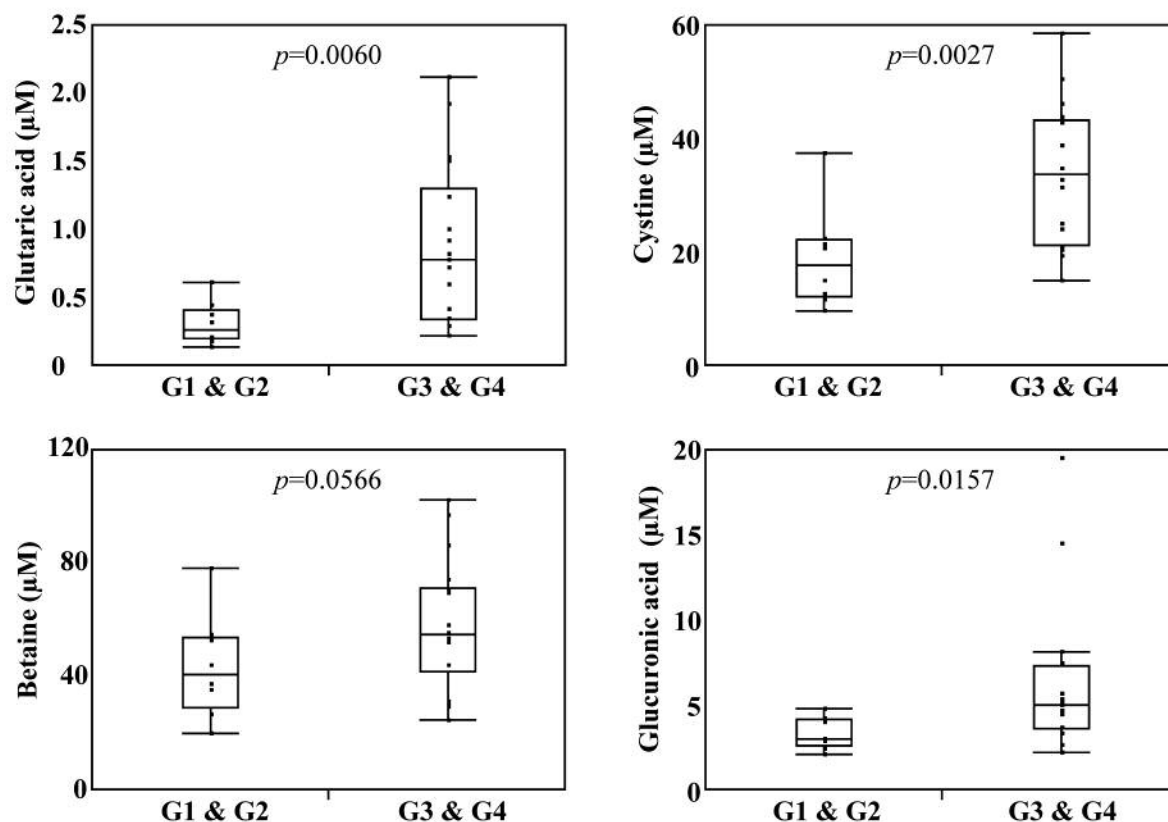 Glutaric acid (μM)
2.5
2.0
1.5
1.0
0.5
0
p=0.0060
G1 & G2
G3 & G4
Cystine (μM)
60
40
20
0
p=0.0027
G1 & G2
G3 & G4
Betaine (μM)
120
80
40
0
p=0.0566
G1 & G2
G3 & G4
Glucuronic acid (μM)
20
15
10
5
0
p=0.0157
G1 & G2
G3 & G4